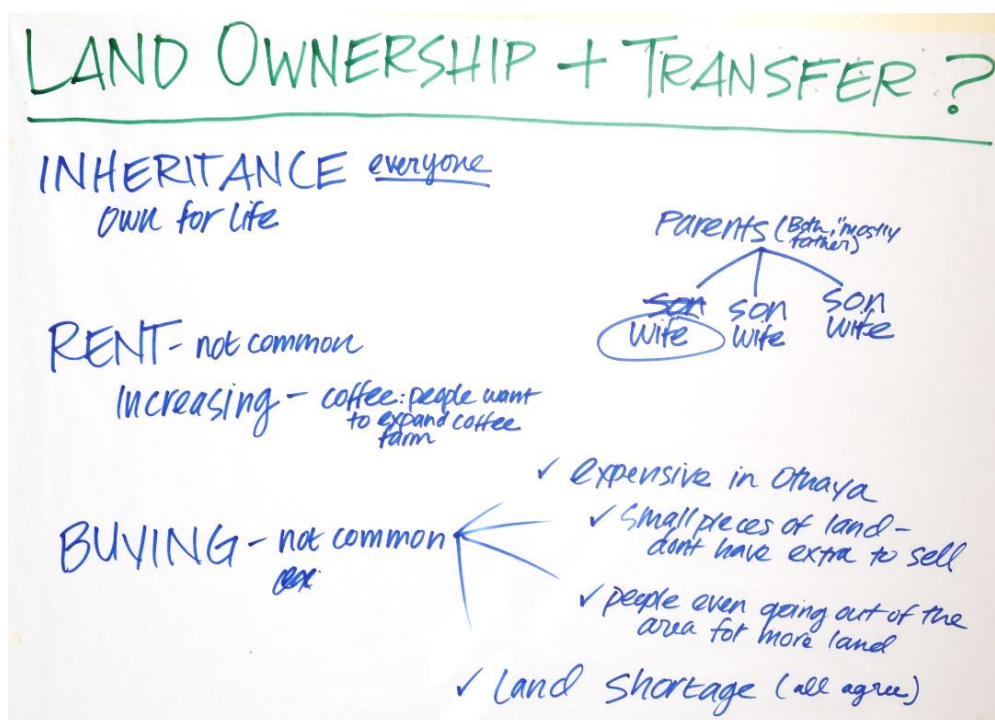 LAND OWNERSHIP + TRANSFER?
INHERITANCE everyone
own for life
Parents (Both, "mostly
father)
son son son
wife wife wife
RENT - not common
Increasing - coffee: people want
to expand coffee
farm
BUYING - not common
✓ expensive in Othaya
✓ small pieces of land -
dont have extra to sell
✓ people even going out of the
area for more land
✓ Land shortage (all agree)